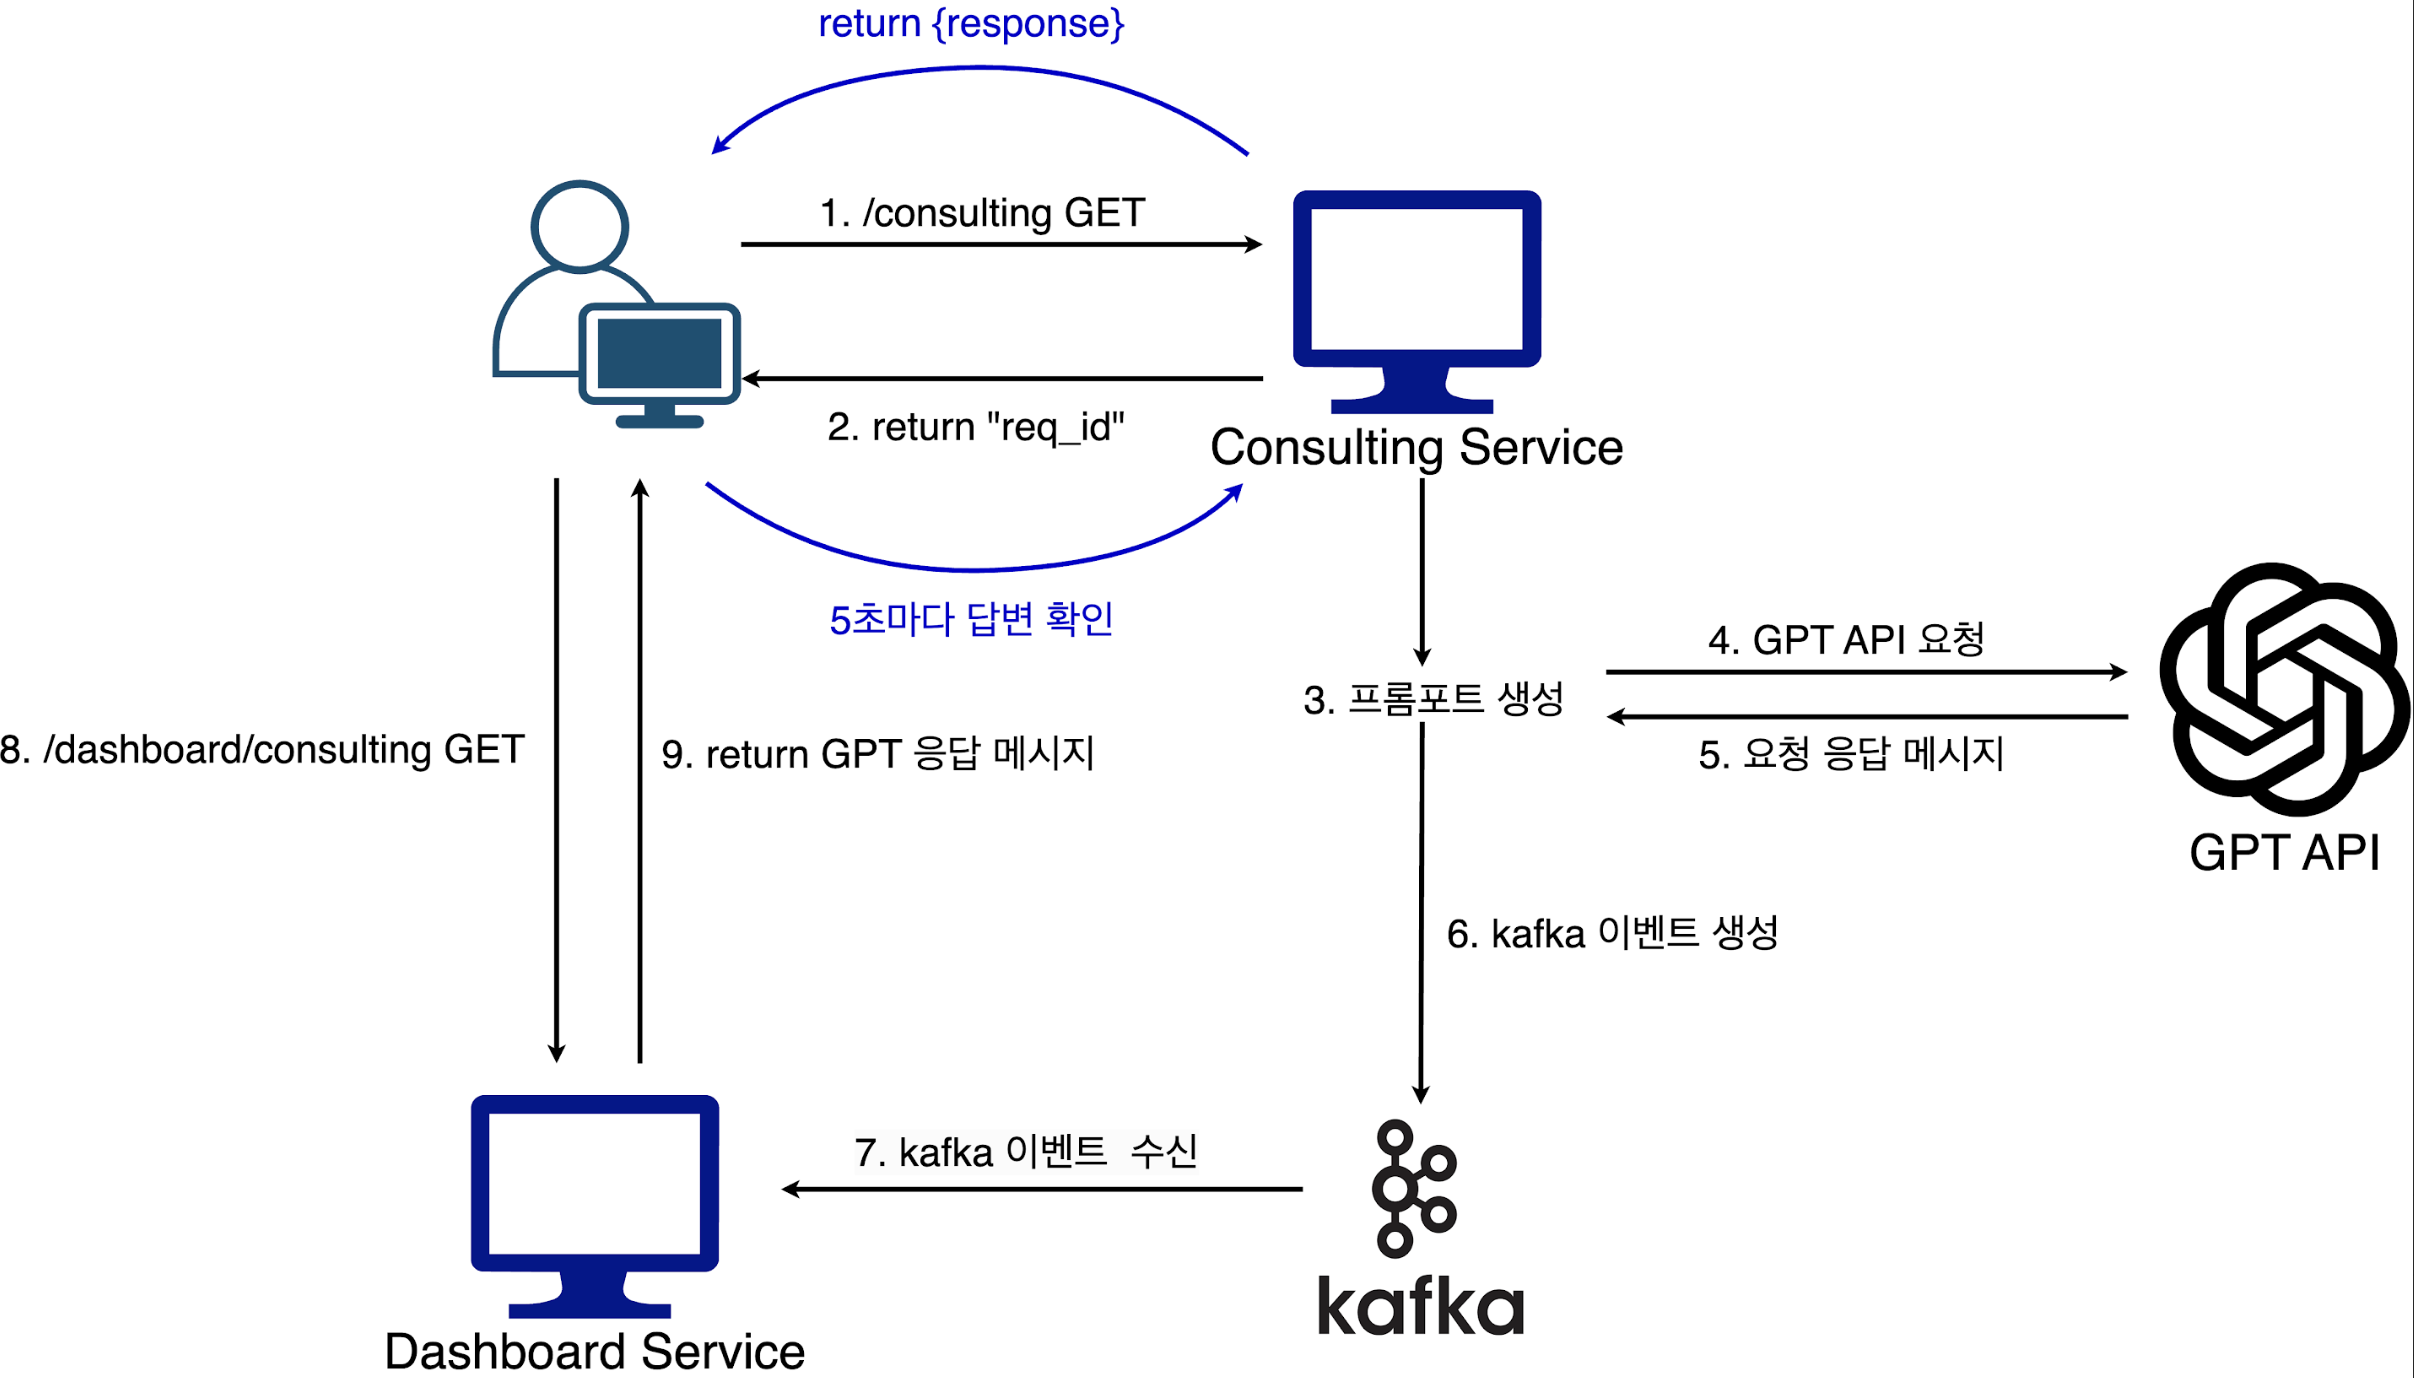 return {response}
1. /consulting GET
2. return "req_id"
Consulting Service
5초마다 답변 확인
4. GPT API 요청
3. 프롬포트 생성
8. /dashboard/consulting GET
9. return GPT 응답 메시지
5. 요청 응답 메시지
GPT API
6. kafka 이벤트 생성
7. kafka 이벤트 수신
kafka
Dashboard Service